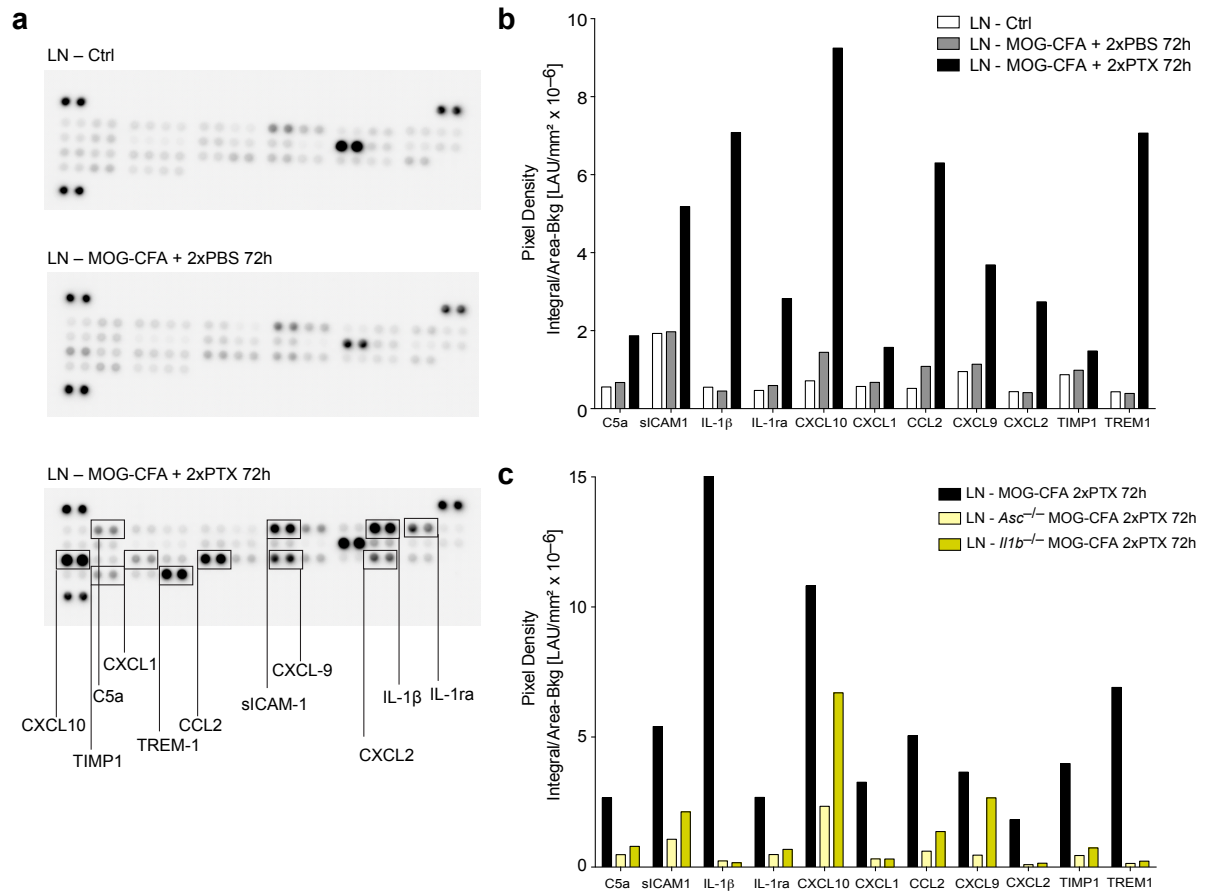 a
LN – Ctrl
LN – MOG-CFA + 2xPBS 72h
LN – MOG-CFA + 2xPTX 72h
CXCL1
CXCL-9
C5a
sICAM-1
IL-1β
IL-1ra
CXCL10
CCL2
TREM-1
TIMP1
CXCL2
b
Pixel Density
Integral/Area-Bkg [LAU/mm² x 10⁻⁶]
10
8
6
4
2
0
LN - Ctrl
LN - MOG-CFA + 2xPBS 72h
LN - MOG-CFA + 2xPTX 72h
C5a sICAM1 IL-1β IL-1ra CXCL10 CXCL1 CCL2 CXCL9 CXCL2 TIMP1 TREM1
c
Pixel Density
Integral/Area-Bkg [LAU/mm² x 10⁻⁶]
15
10
5
0
LN - MOG-CFA 2xPTX 72h
LN - Asc⁻/⁻ MOG-CFA 2xPTX 72h
LN - Il1b⁻/⁻ MOG-CFA 2xPTX 72h
C5a sICAM1 IL-1β IL-1ra CXCL10 CXCL1 CCL2 CXCL9 CXCL2 TIMP1 TREM1